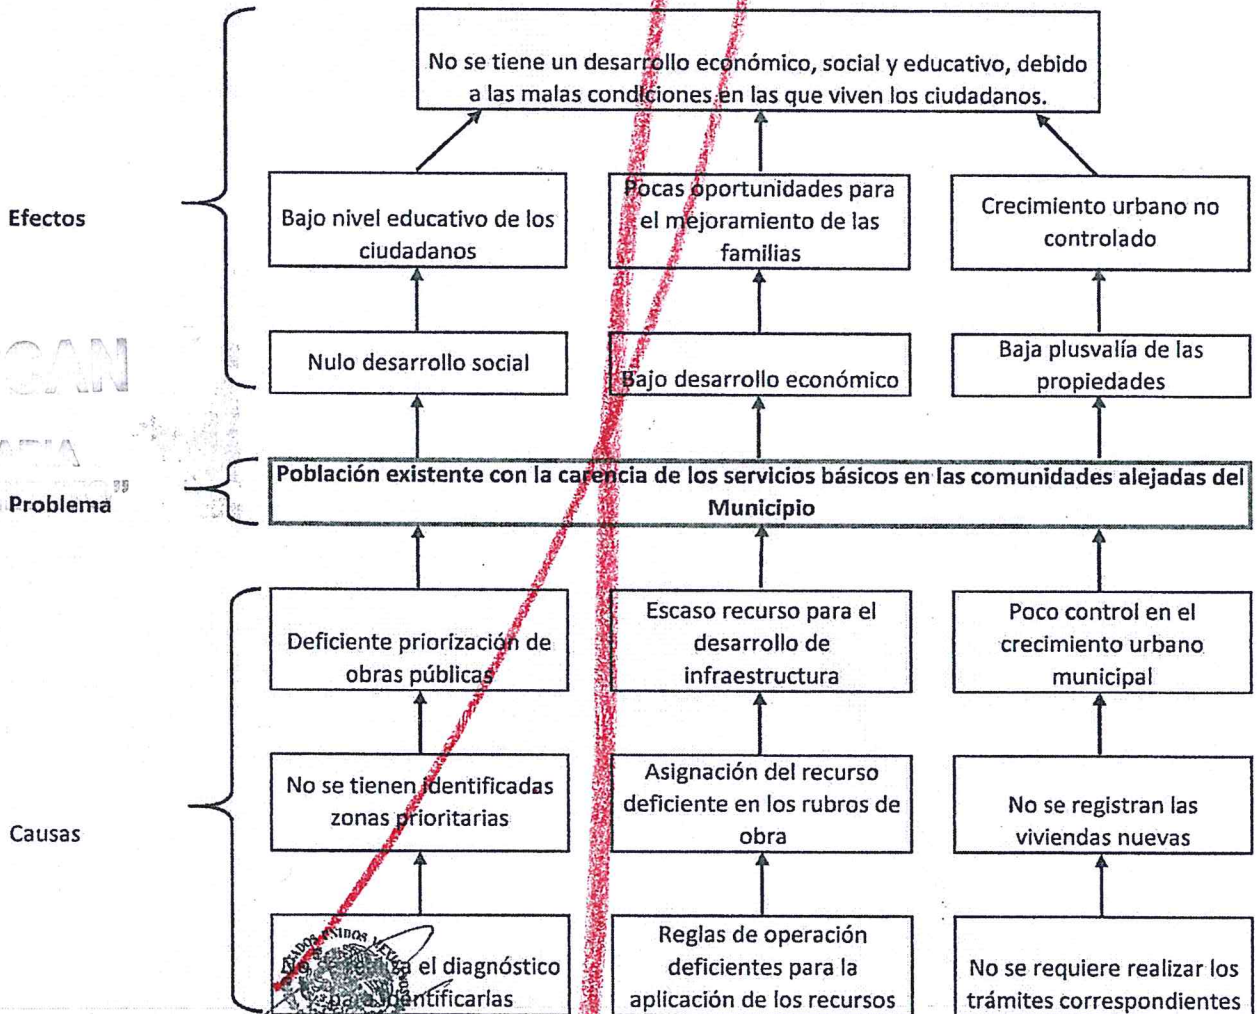 No se tiene un desarrollo económico, social y educativo, debido
a las malas condiciones en las que viven los ciudadanos.
Efectos
Bajo nivel educativo de los
ciudadanos
Pocas oportunidades para
el mejoramiento de las
familias
Crecimiento urbano no
controlado
Nulo desarrollo social
Bajo desarrollo económico
Baja plusvalía de las
propiedades
GAN
Problema
Población existente con la carencia de los servicios básicos en las comunidades alejadas del
Municipio
Causas
Deficiente priorización de
obras públicas
Escaso recurso para el
desarrollo de
infraestructura
Poco control en el
crecimiento urbano
municipal
No se tienen identificadas
zonas prioritarias
Asignación del recurso
deficiente en los rubros de
obra
No se registran las
viviendas nuevas
el diagnóstico
para identificarlas
Reglas de operación
deficientes para la
aplicación de los recursos
No se requiere realizar los
trámites correspondientes
UNIDOS